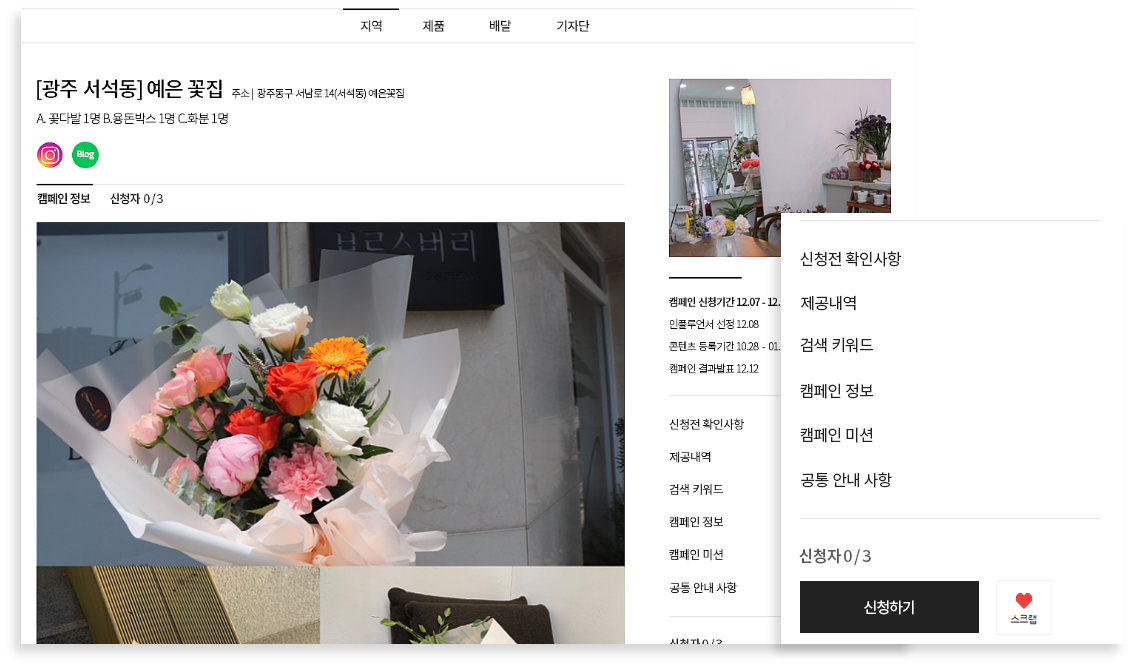 지역 제품 배달 기자단
[광주 서석동] 예은 꽃집 주소 | 광주동구 서남로 14(서석동) 예은꽃집
A. 꽃다발 1명 B.용돈박스 1명 C.화분 1명
Blog
캠페인 정보 신청자 0 / 3
브르스버리
캠페인 신청기간 12.07 - 12.
인플루언서 선정 12.08
콘텐츠 등록기간 10.28 - 01.
캠페인 결과발표 12.12
신청전 확인사항
제공내역
검색 키워드
캠페인 정보
캠페인 미션
공통 안내 사항
신청자 0 / 3
신청전 확인사항
제공내역
검색 키워드
캠페인 정보
캠페인 미션
공통 안내 사항
신청자 0 / 3
신청하기
스크랩